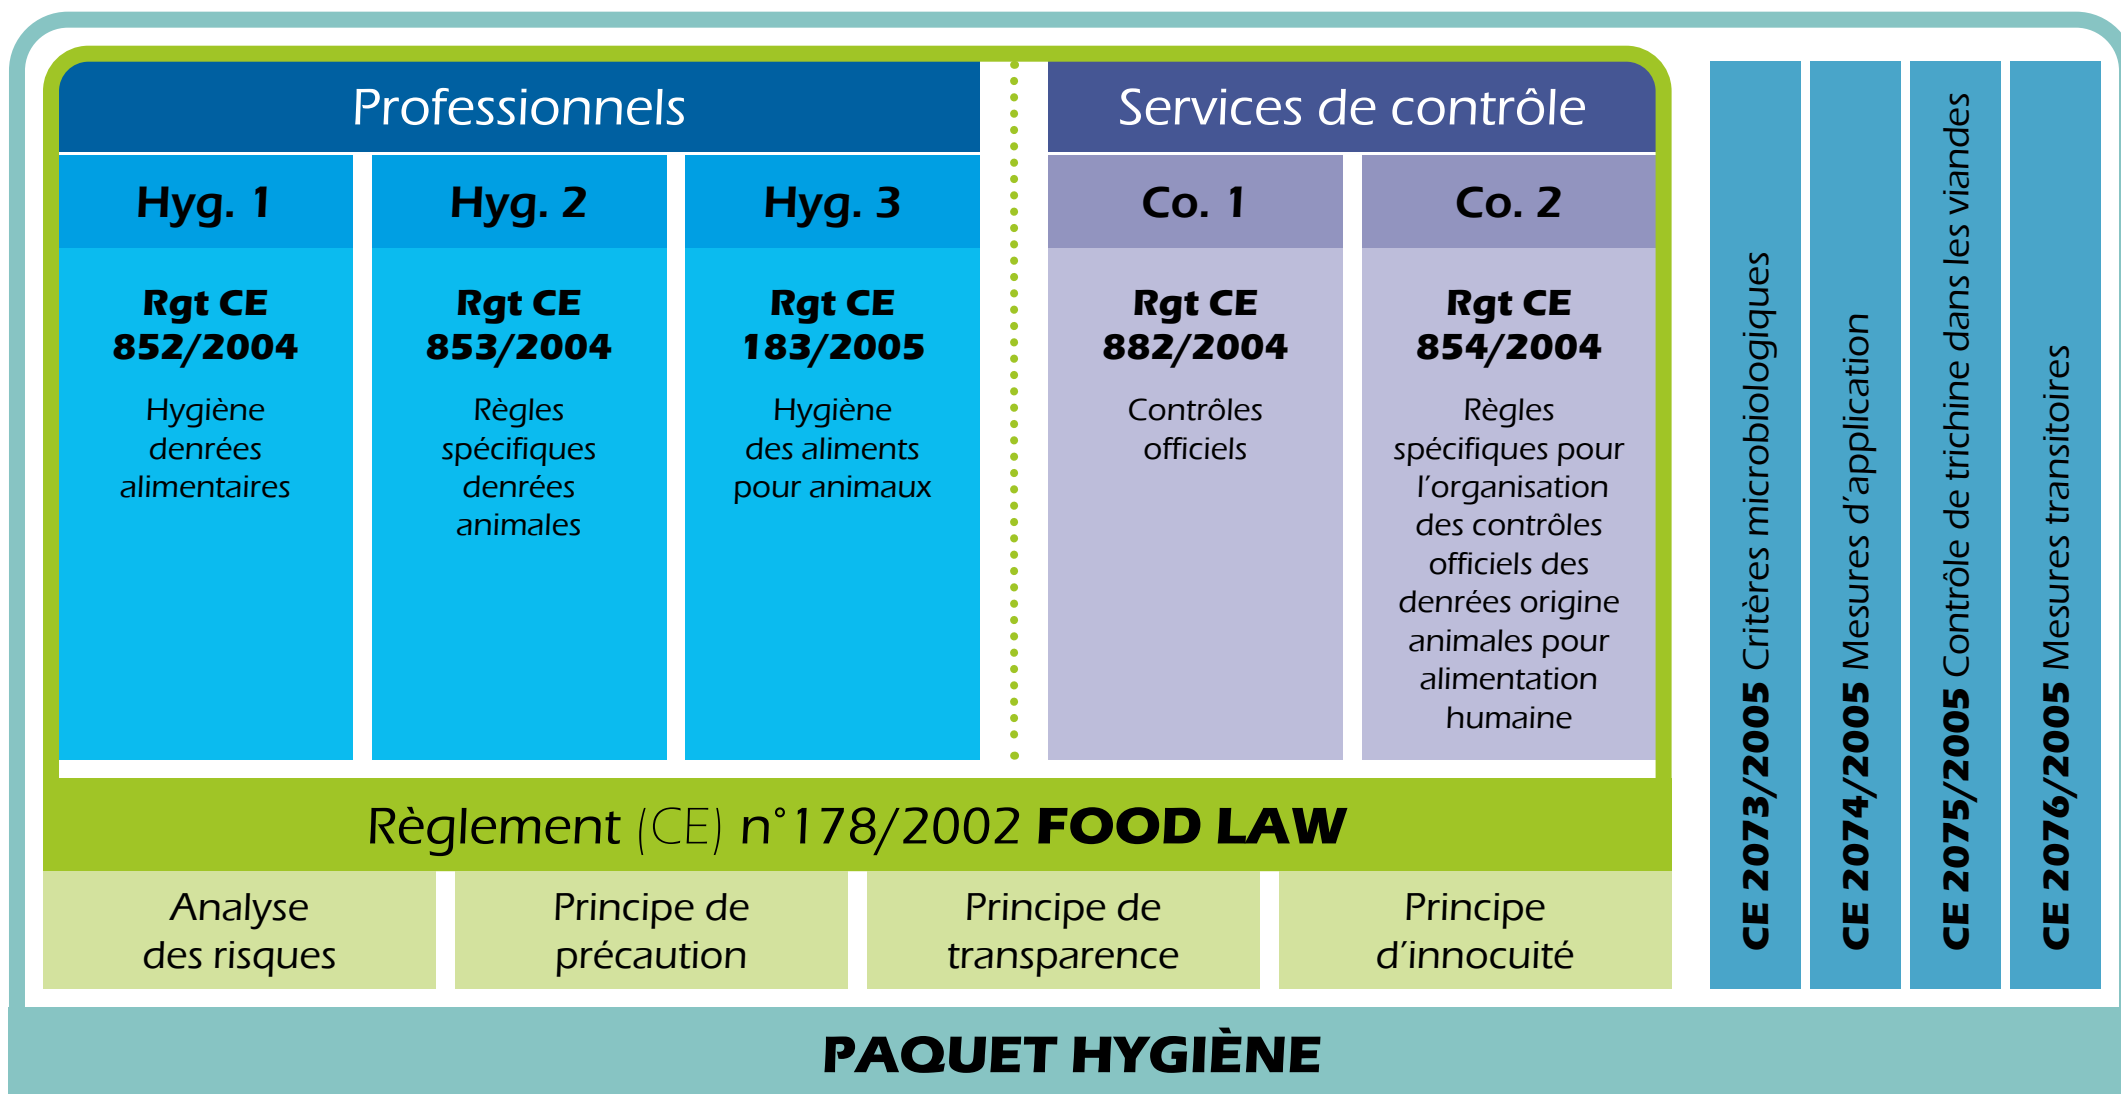 Professionnels
Services de contrôle
Hyg. 1
Rgt CE
852/2004
Hygiène
denrées
alimentaires
Hyg. 2
Rgt CE
853/2004
Règles
spécifiques
denrées
animales
Hyg. 3
Rgt CE
183/2005
Hygiène
des aliments
pour animaux
Co. 1
Rgt CE
882/2004
Contrôles
officiels
Co. 2
Rgt CE
854/2004
Règles
spécifiques pour
l'organisation
des contrôles
officiels des
denrées origine
animales pour
alimentation
humaine
Règlement (CE) n°178/2002 FOOD LAW
Analyse
des risques
Principe de
précaution
Principe de
transparence
Principe
d'innocuité
CE 2073/2005 Critères microbiologiques
CE 2074/2005 Mesures d'application
CE 2075/2005 Contrôle de trichine dans les viandes
CE 2076/2005 Mesures transitoires
PAQUET HYGIÈNE